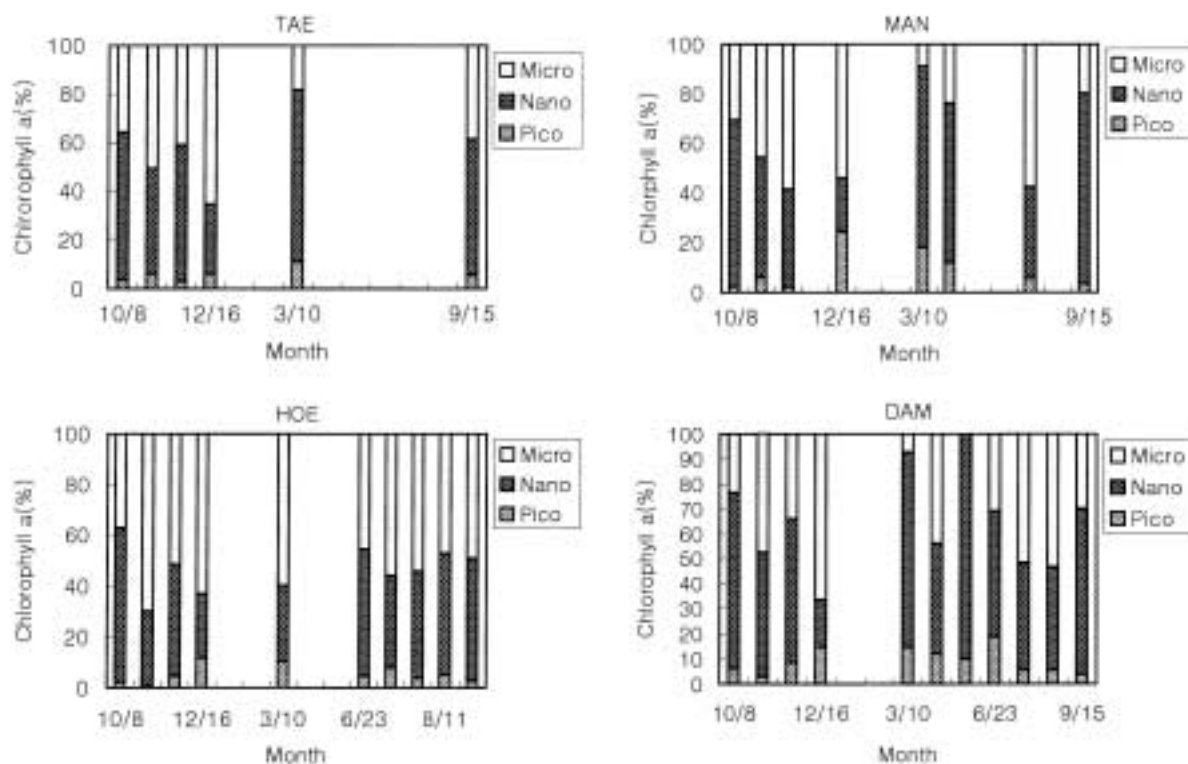 TAE
Chlrorophyll a(%)
100
80
60
40
20
0
10/8 12/16 3/10 9/15
Month
Micro
Nano
Pico
MAN
Chlorphyll a(%)
100
80
60
40
20
0
10/8 12/16 3/10 9/15
Month
Micro
Nano
Pico
HOE
Chlorophyll a(%)
100
80
60
40
20
0
10/8 12/16 3/10 6/23 8/11
Month
Micro
Nano
Pico
DAM
Chlorophyll a(%)
100
90
80
70
60
50
40
30
20
10
0
10/8 12/16 3/10 6/23 9/15
Month
Micro
Nano
Pico